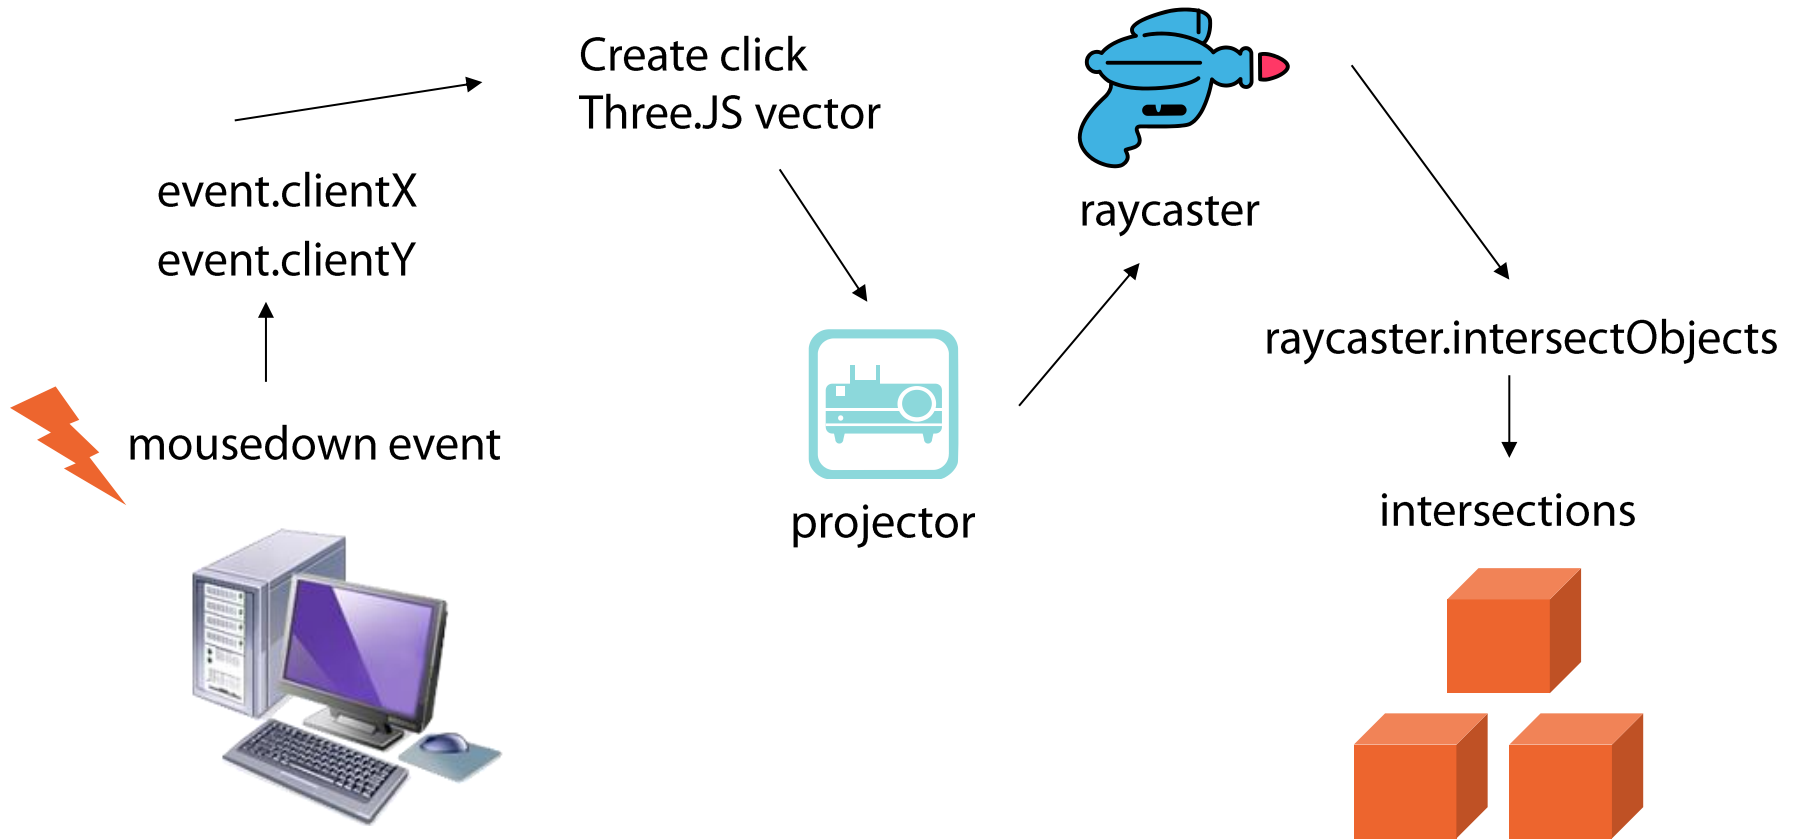 mousedown event
event.clientX
event.clientY
Create click
Three.JS vector
projector
raycaster
raycaster.intersectObjects
intersections